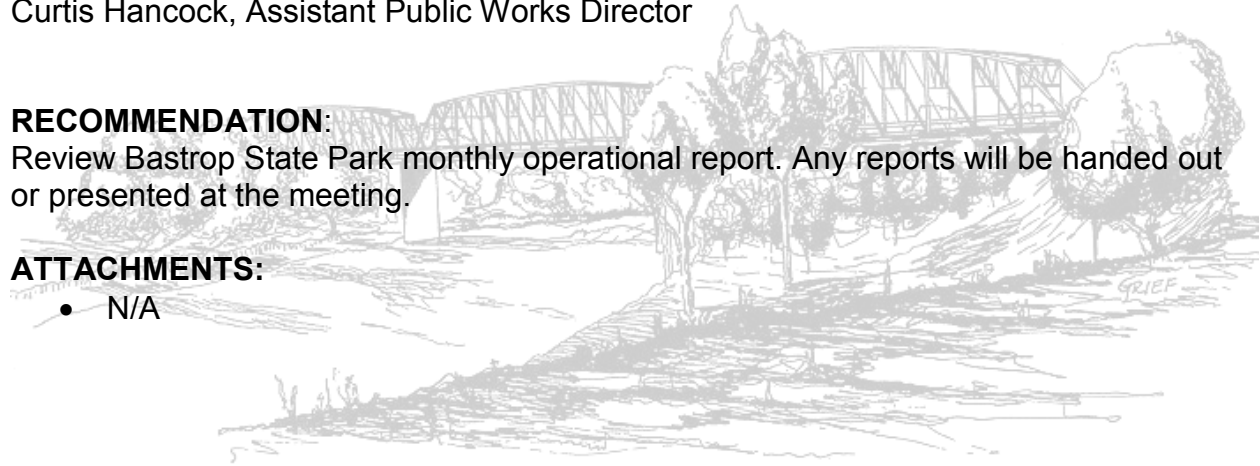 Curtis Hancock, Assistant Public Works Director
RECOMMENDATION:
Review Bastrop State Park monthly operational report. Any reports will be handed out
or presented at the meeting.
ATTACHMENTS:
• N/A
GRIEF